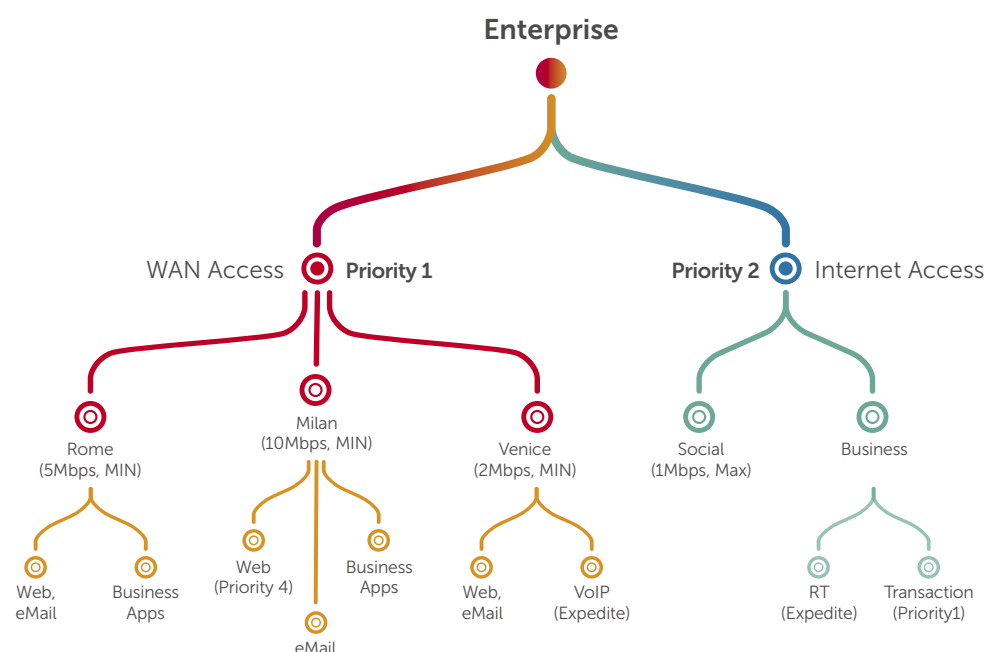 Enterprise
WAN Access
Priority 1
Priority 2
Internet Access
Rome
(5Mbps, MIN)
Milan
(10Mbps, MIN)
Venice
(2Mbps, MIN)
Social
(1Mbps, Max)
Business
Web,
eMail
Business
Apps
Web
(Priority 4)
eMail
Business
Apps
Web,
eMail
VoIP
(Expedite)
RT
(Expedite)
Transaction
(Priority1)